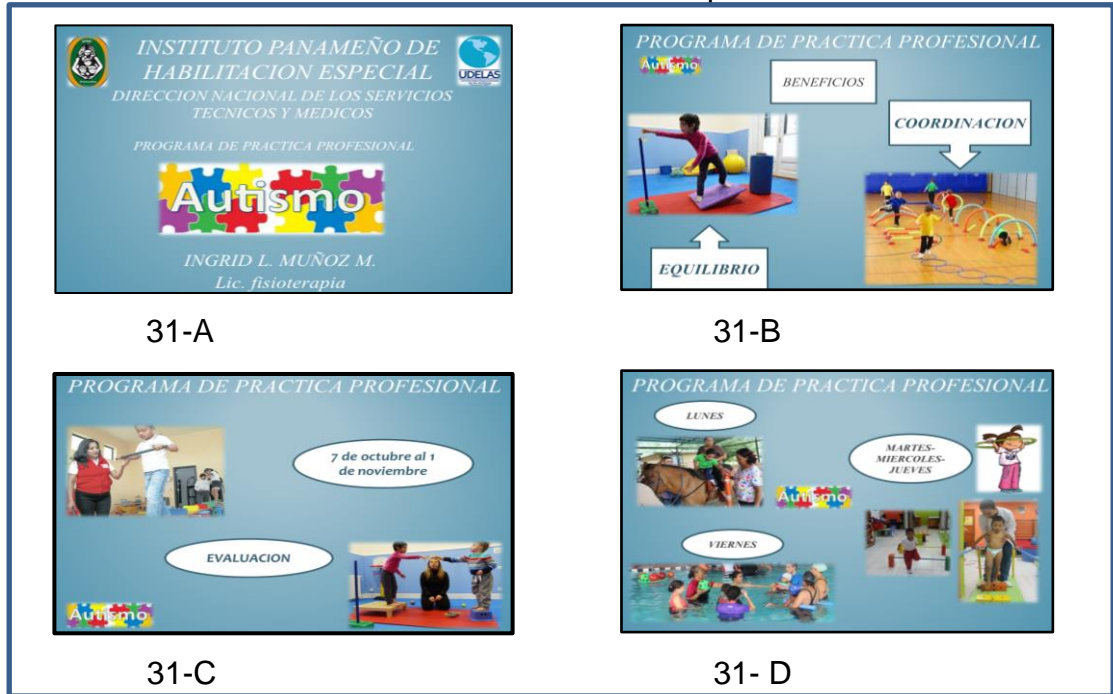 INSTITUTO PANAMEÑO DE
HABILITACION ESPECIAL
UDELAS
DIRECCION NACIONAL DE LOS SERVICIOS
TECNICOS Y MEDICOS
PROGRAMA DE PRACTICA PROFESIONAL
Autismo
INGRID L. MUÑOZ M.
Lic. fisioterapia
31-A
PROGRAMA DE PRACTICA PROFESIONAL
Autismo
BENEFICIOS
COORDINACION
EQUILIBRIO
31-B
PROGRAMA DE PRACTICA PROFESIONAL
7 de octubre al 1
de noviembre
EVALUACION
Autismo
31-C
PROGRAMA DE PRACTICA PROFESIONAL
LUNES
MARTES-
MIERCOLES-
JUEVES
Autismo
VIERNES
31- D